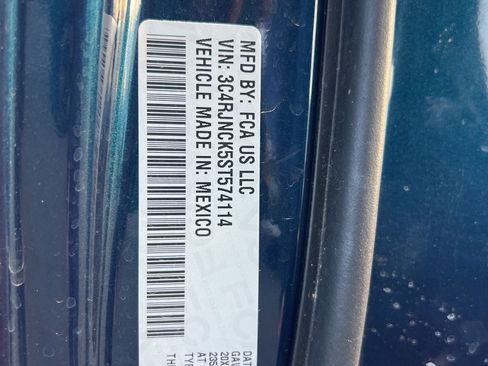 MFD BY: FCA US LLC
VIN: 3C4RJNCK5ST574114
VEHICLE MADE IN: MEXICO